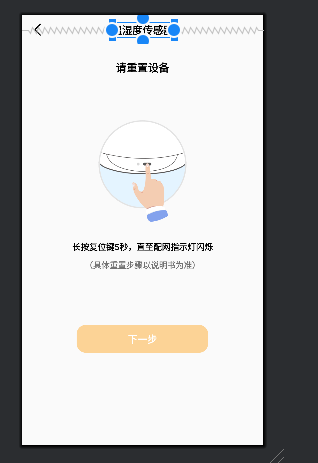 湿度传感
请重置设备
长按复位键5秒，直至配网指示灯闪烁
（具体重置步骤以说明书为准）
下一步